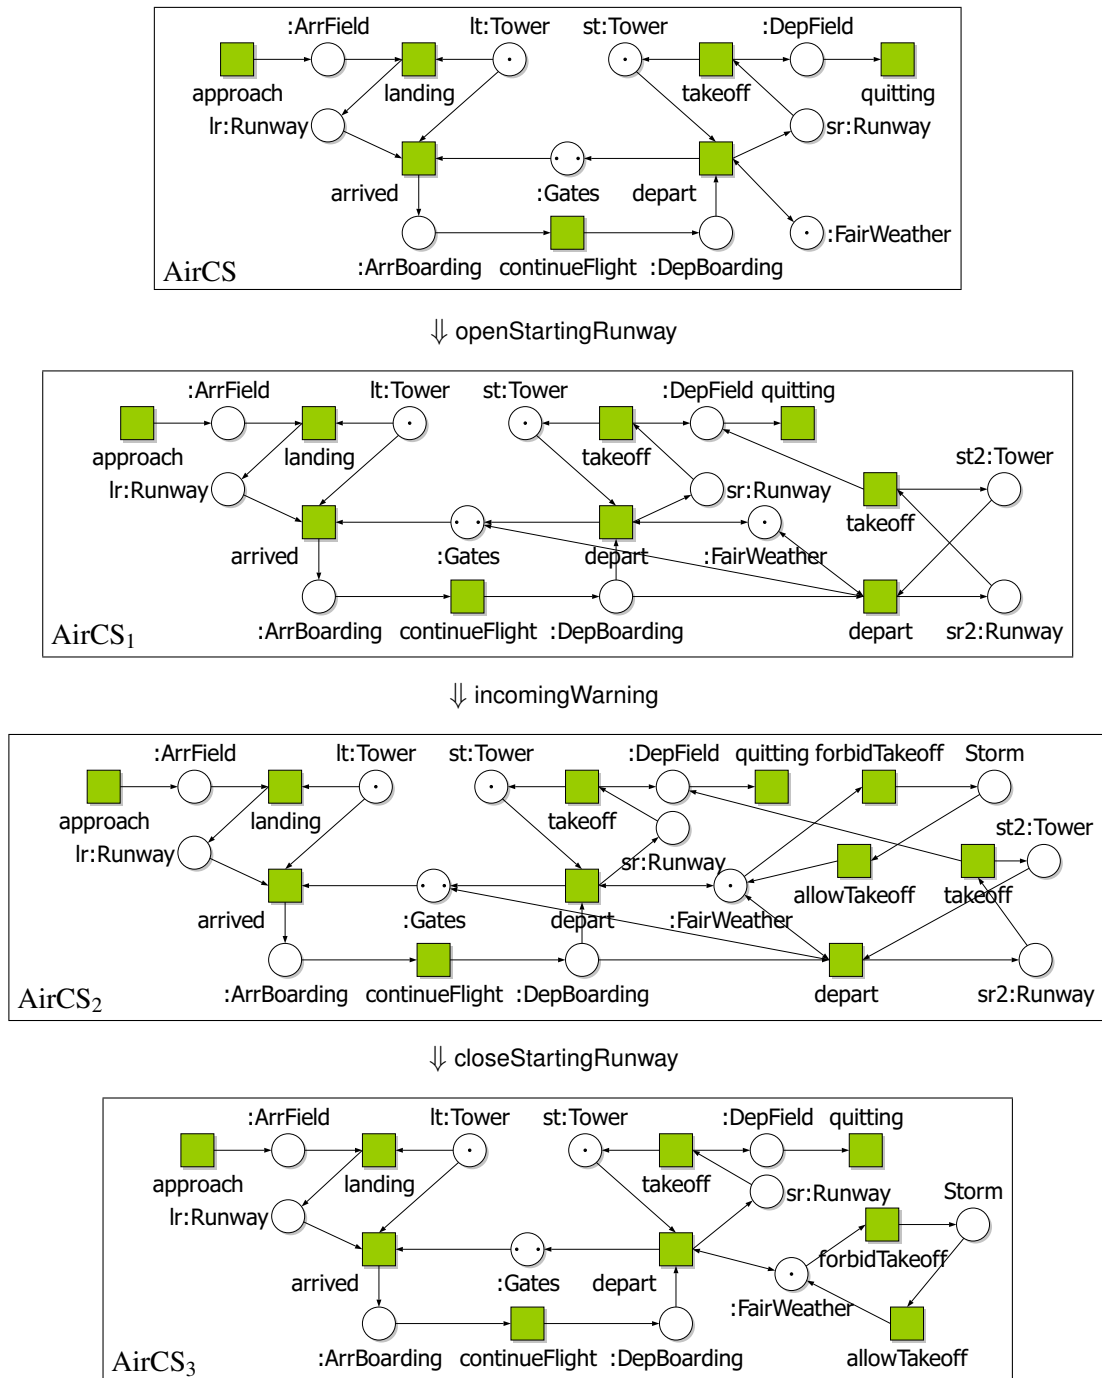 :ArrField lt:Tower st:Tower :DepField
approach landing takeoff quitting
lr:Runway sr:Runway
arrived :Gates depart
:FairWeather
:ArrBoarding continueFlight :DepBoarding
AirCS
⇓ openStartingRunway
:ArrField lt:Tower st:Tower :DepField quitting
approach landing takeoff st2:Tower
lr:Runway sr:Runway
takeoff
arrived :Gates depart :FairWeather
:ArrBoarding continueFlight :DepBoarding depart sr2:Runway
AirCS₁
⇓ incomingWarning
:ArrField lt:Tower st:Tower :DepField quitting forbidTakeoff Storm
approach landing takeoff st2:Tower
lr:Runway sr:Runway
allowTakeoff takeoff
arrived :Gates depart :FairWeather
:ArrBoarding continueFlight :DepBoarding depart sr2:Runway
AirCS₂
⇓ closeStartingRunway
:ArrField lt:Tower st:Tower :DepField quitting
approach landing takeoff sr:Runway Storm
lr:Runway
forbidTakeoff
arrived :Gates depart
:FairWeather
:ArrBoarding continueFlight :DepBoarding allowTakeoff
AirCS₃